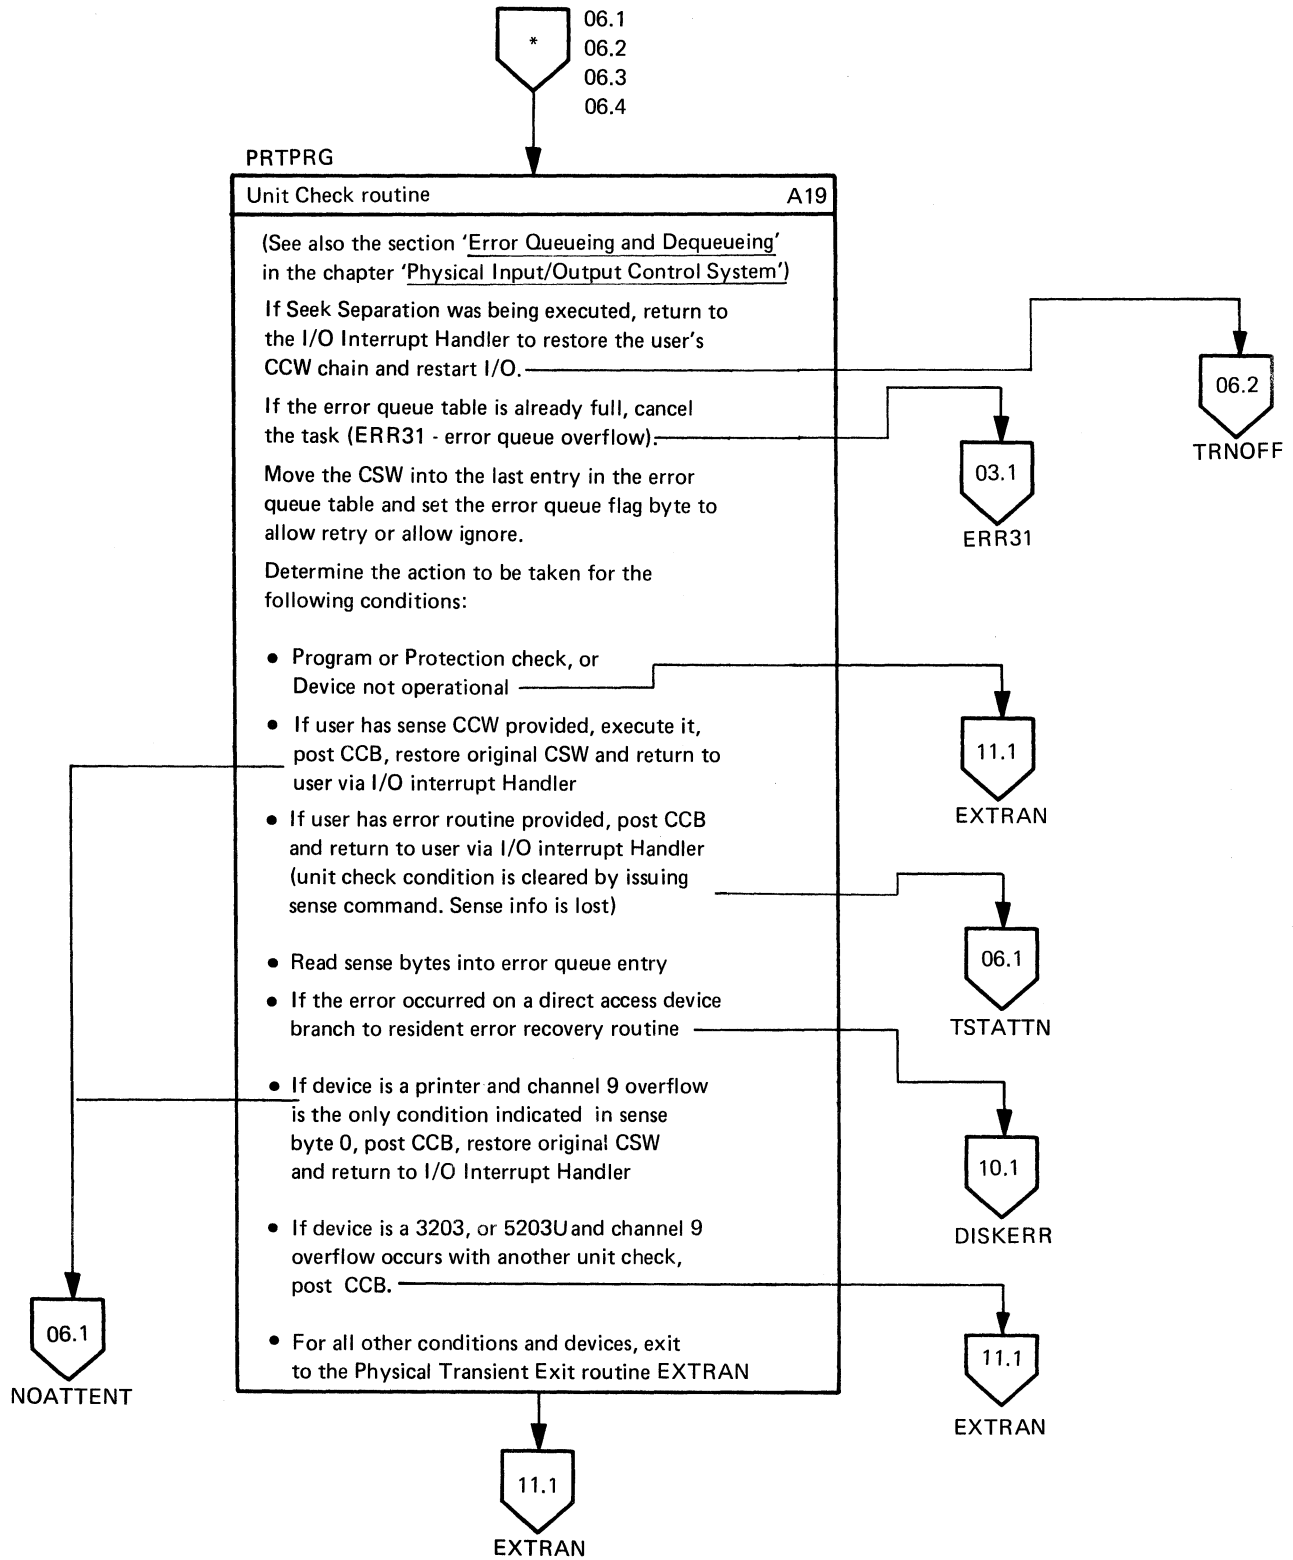 *
06.1
06.2
06.3
06.4
PRTPRG
Unit Check routine A19
(See also the section 'Error Queueing and Dequeueing'
in the chapter 'Physical Input/Output Control System')
If Seek Separation was being executed, return to
the I/O Interrupt Handler to restore the user's
CCW chain and restart I/O.
06.2
TRNOFF
If the error queue table is already full, cancel
the task (ERR31 - error queue overflow).
03.1
ERR31
Move the CSW into the last entry in the error
queue table and set the error queue flag byte to
allow retry or allow ignore.
Determine the action to be taken for the
following conditions:
● Program or Protection check, or
Device not operational
11.1
EXTRAN
● If user has sense CCW provided, execute it,
post CCB, restore original CSW and return to
user via I/O interrupt Handler
● If user has error routine provided, post CCB
and return to user via I/O interrupt Handler
(unit check condition is cleared by issuing
sense command. Sense info is lost)
06.1
TSTATTN
● Read sense bytes into error queue entry
● If the error occurred on a direct access device
branch to resident error recovery routine
10.1
DISKERR
● If device is a printer and channel 9 overflow
is the only condition indicated in sense
byte 0, post CCB, restore original CSW
and return to I/O Interrupt Handler
06.1
NOATTENT
● If device is a 3203, or 5203U and channel 9
overflow occurs with another unit check,
post CCB.
11.1
EXTRAN
● For all other conditions and devices, exit
to the Physical Transient Exit routine EXTRAN
11.1
EXTRAN